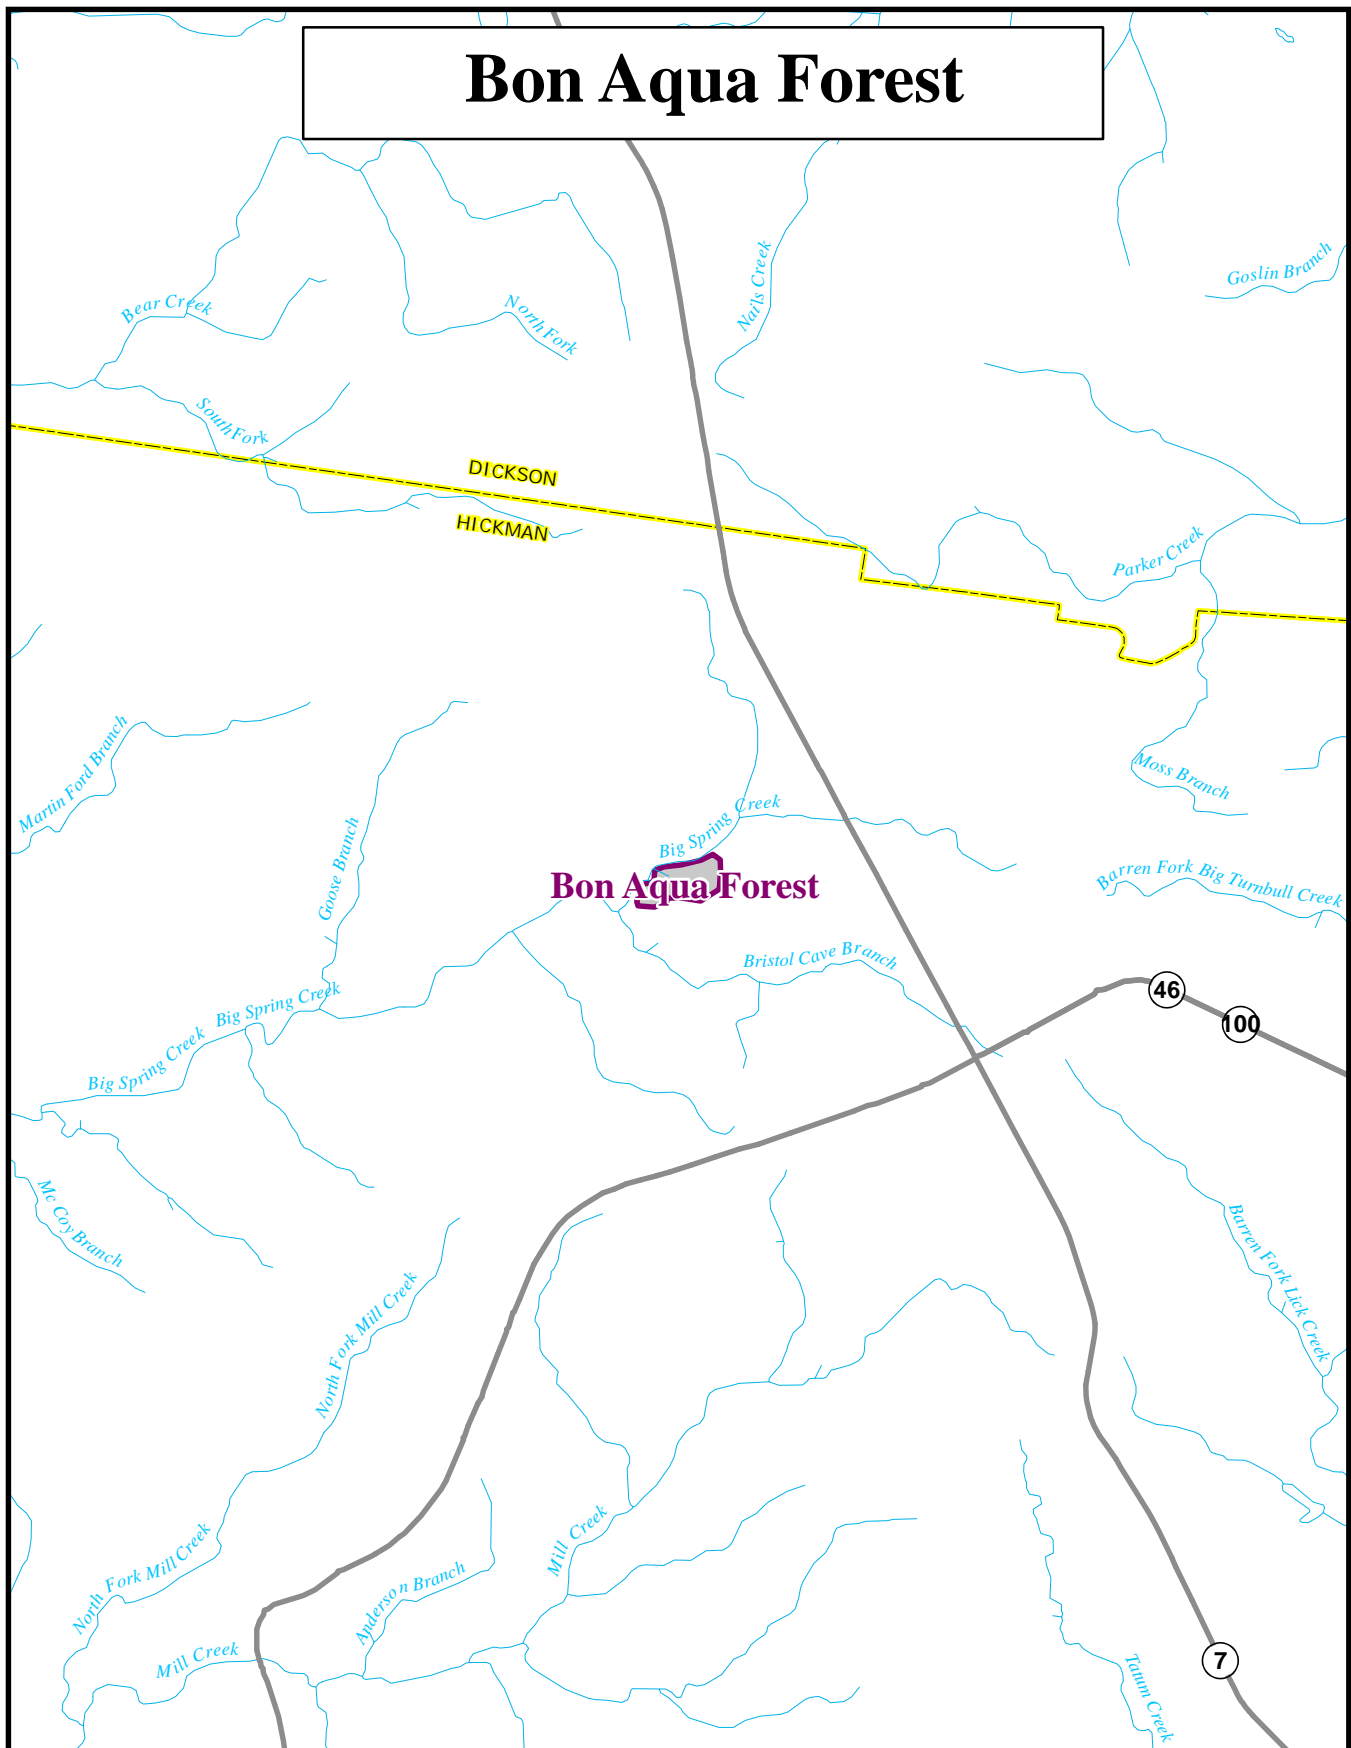 Bon Aqua Forest
Nails Creek
Goslin Branch
Bear Creek
North Fork
South Fork
DICKSON
HICKMAN
Parker Creek
Martin Ford Branch
Moss Branch
Big Spring Creek
Goose Branch
Bon Aqua Forest
Barren Fork Big Turnbull Creek
Bristol Cave Branch
46
100
Big Spring Creek
Big Spring Creek
Mc Coy Branch
Barren Fork Lick Creek
North Fork Mill Creek
Mill Creek
North Fork Mill Creek
Anderson Branch
Mill Creek
7
Tatum Creek